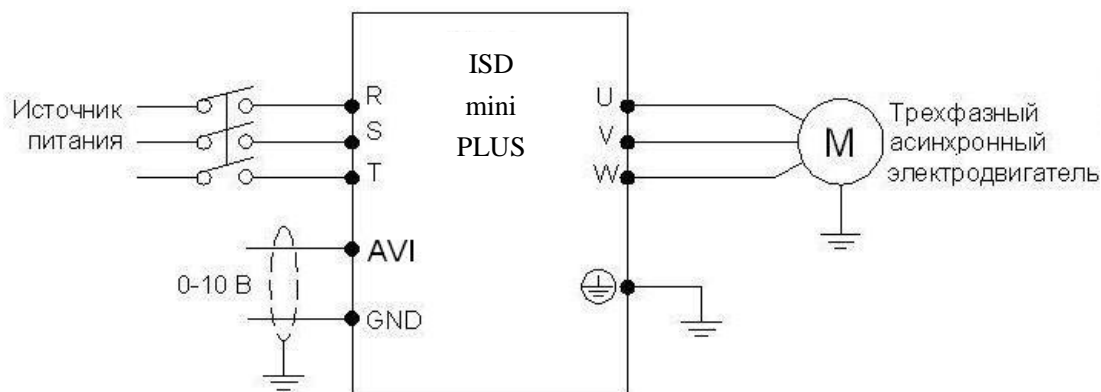 ISD
mini
PLUS
Источник
питания
R
S
T
U
V
W
M
Трехфазный
асинхронный
электродвигатель
AVI
0-10 В
GND